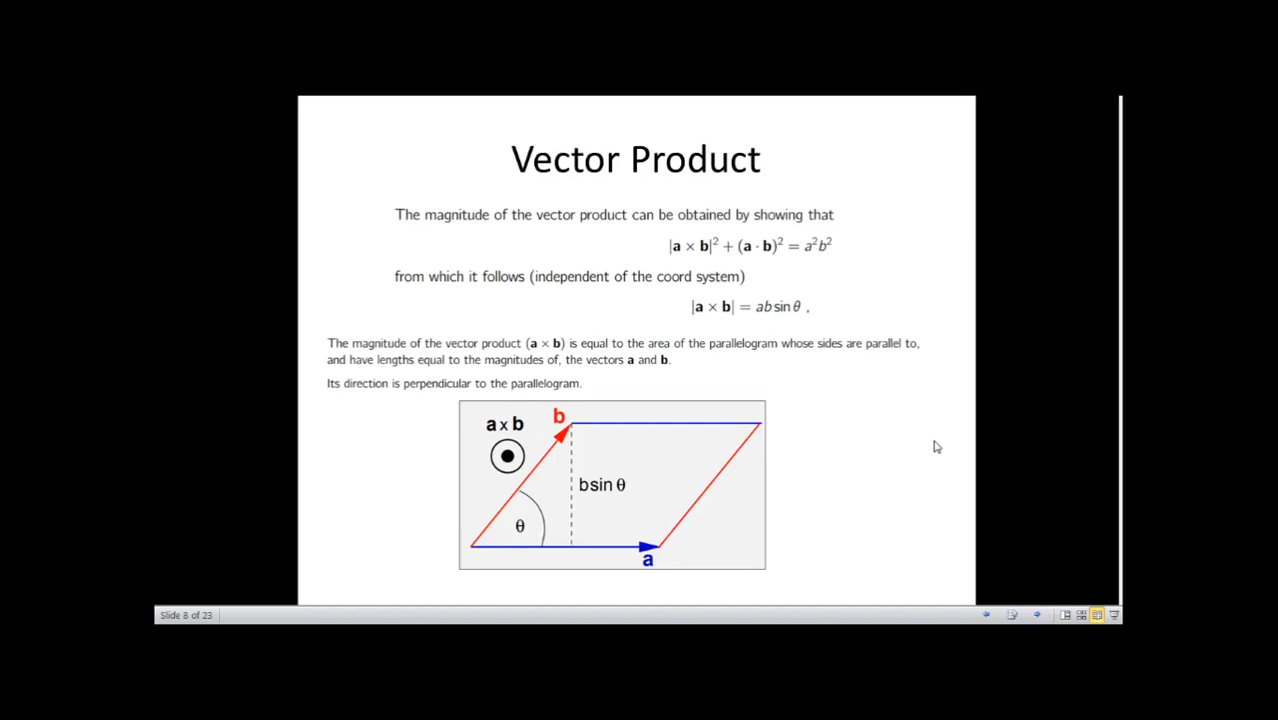 Vector Product
The magnitude of the vector product can be obtained by showing that
|a × b|² + (a · b)² = a²b²
from which it follows (independent of the coord system)
|a × b| = ab sin θ ,
The magnitude of the vector product (a × b) is equal to the area of the parallelogram whose sides are parallel to,
and have lengths equal to the magnitudes of, the vectors a and b.
Its direction is perpendicular to the parallelogram.
a x b
b
bsin θ
θ
a
Slide 8 of 23